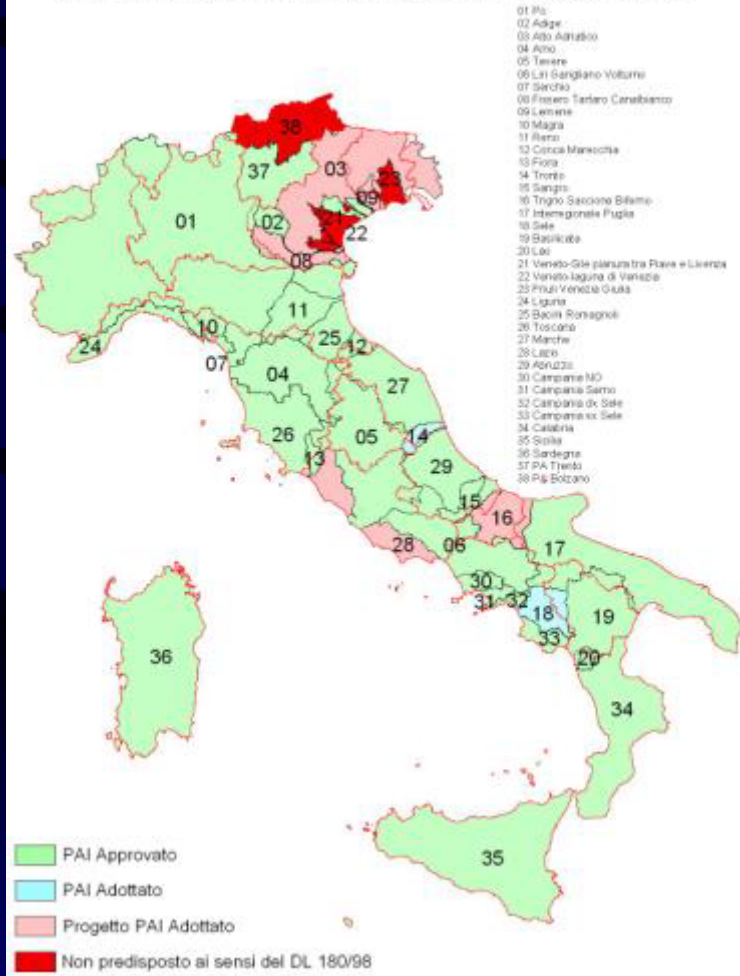 01 Po
02 Adige
03 Alto Adriatico
04 Arno
05 Tevere
06 Liri Garigliano Volturno
07 Serchio
08 Fissero Tartaro Canalbianco
09 Lemene
10 Magra
11 Reno
12 Conca Marecchia
13 Fiora
14 Tronto
15 Sangro
16 Trigno Saccione Biferno
17 Interregionale Puglia
18 Sele
19 Basilicata
20 Lao
21 Veneto-Sile pianura tra Piave e Livenza
22 Veneto-laguna di Venezia
23 Friuli Venezia Giulia
24 Liguria
25 Bacini Romagnoli
26 Toscana
27 Marche
28 Lazio
29 Abruzzo
30 Campania NO
31 Campania Sarno
32 Campania dx Sele
33 Campania sx Sele
34 Calabria
35 Sicilia
36 Sardegna
37 PA Trento
38 PA Bolzano
38
03
37
23
09
01
02
21
22
08
11
10
25
12
24
07
04
27
26
05
14
13
29
15
16
28
06
17
30
31
32
18
19
33
20
36
34
35
PAI Approvato
PAI Adottato
Progetto PAI Adottato
Non predisposto ai sensi del DL 180/98